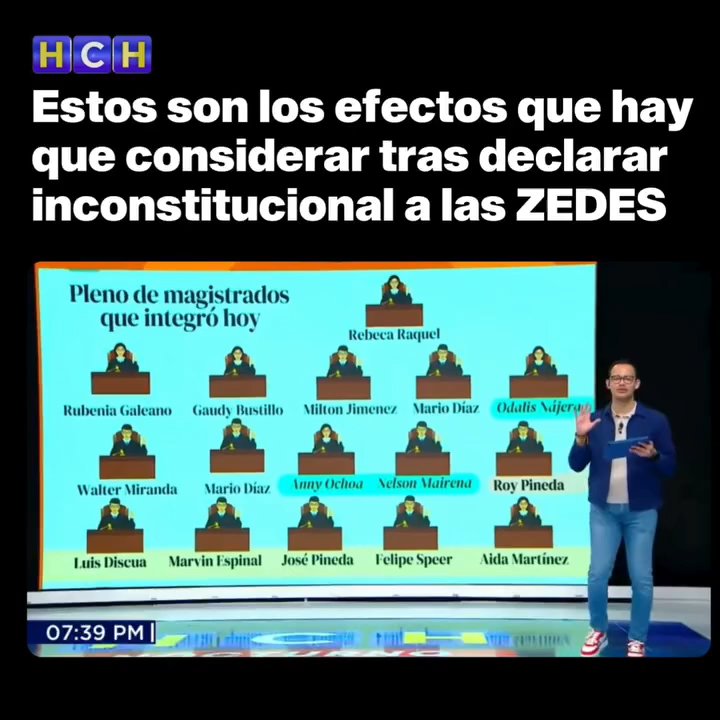 HCH
Estos son los efectos que hay
que considerar tras declarar
inconstitucional a las ZEDES
Pleno de magistrados
que integró hoy
Rebeca Raquel
Rubenia Galeano Gaudy Bustillo Milton Jimenez Mario Díaz Odalis Nájera
Walter Miranda Mario Díaz Anny Ochoa Nelson Mairena Roy Pineda
Luis Discua Marvin Espinal José Pineda Felipe Speer Aida Martínez
07:39 PM